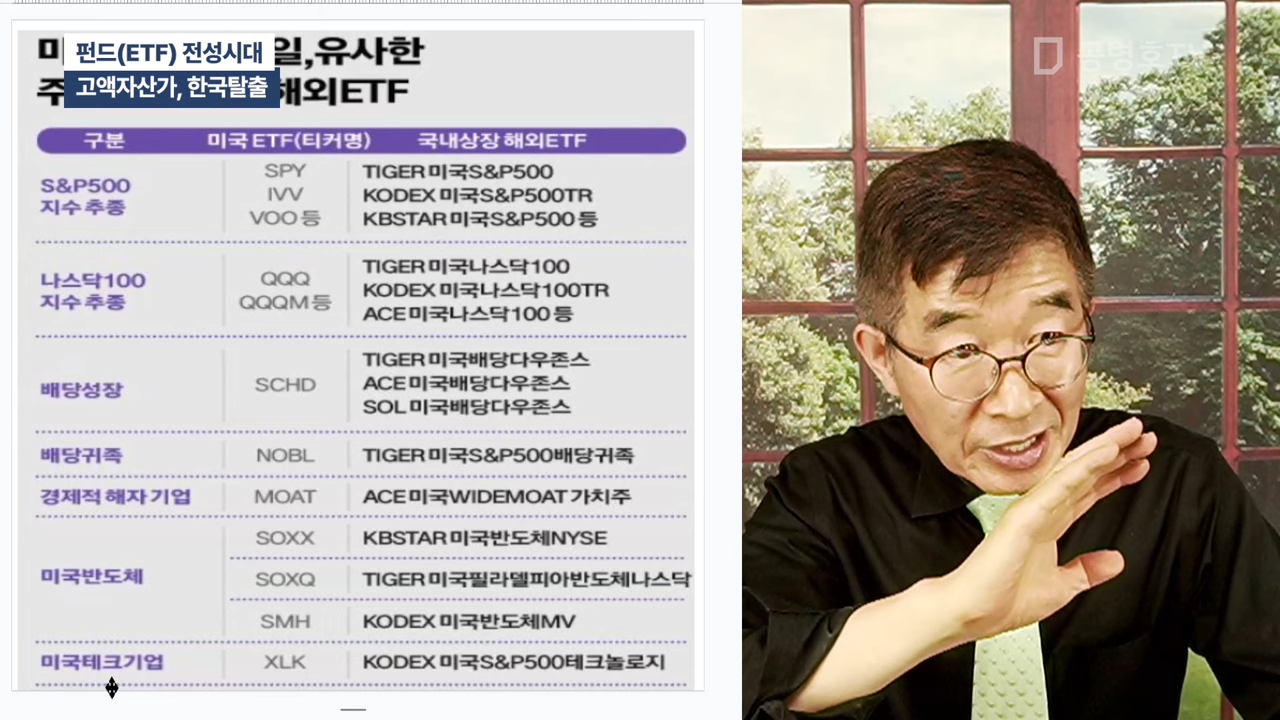 미 일,유사한
펀드(ETF) 전성시대
주 해외ETF
고액자산가, 한국탈출
구분 미국 ETF(티커명) 국내상장 해외ETF
S&P500
지수 추종
SPY
IVV
VOO 등
TIGER 미국S&P500
KODEX 미국S&P500TR
KBSTAR 미국S&P500 등
나스닥100
지수 추종
QQQ
QQQM 등
TIGER 미국나스닥100
KODEX 미국나스닥100TR
ACE 미국나스닥100 등
배당성장
SCHD
TIGER 미국배당다우존스
ACE 미국배당다우존스
SOL 미국배당다우존스
배당귀족 NOBL TIGER 미국S&P500배당귀족
경제적 해자 기업 MOAT ACE 미국WIDEMOAT 가치주
미국반도체
SOXX KBSTAR 미국반도체NYSE
SOXQ TIGER 미국필라델피아반도체나스닥
SMH KODEX 미국반도체MV
미국테크기업 XLK KODEX 미국S&P500테크놀로지